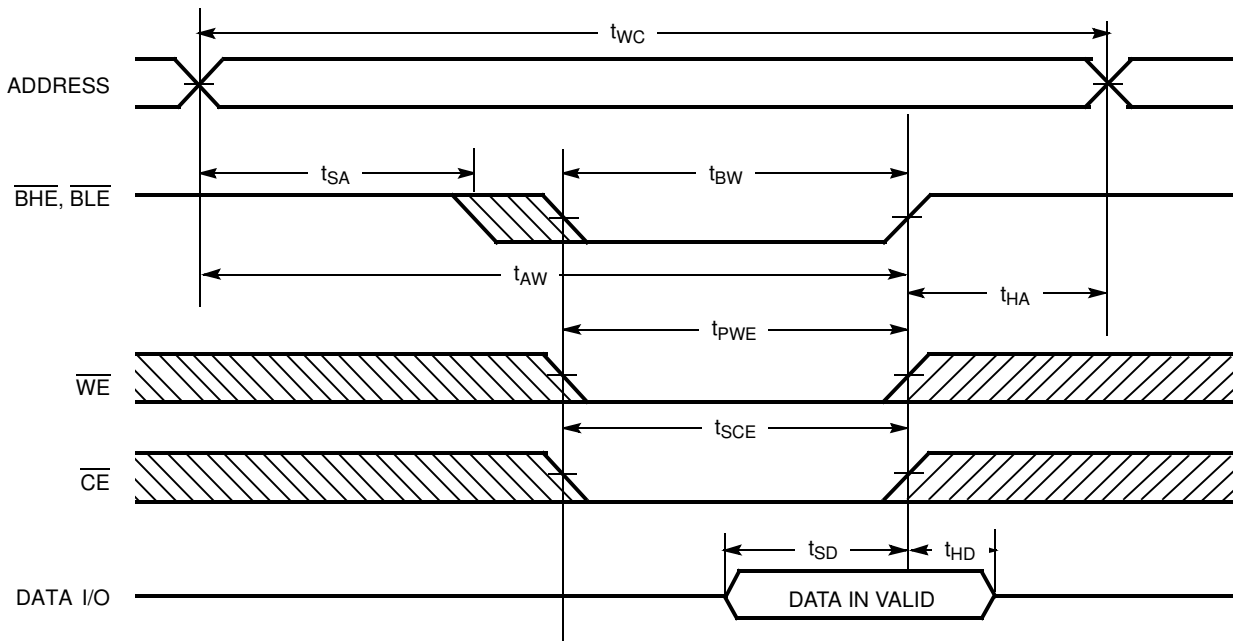 tWC
ADDRESS
tSA
tBW
BHE, BLE
tAW
tHA
tPWE
WE
tSCE
CE
tSD
tHD
DATA I/O
DATA IN VALID